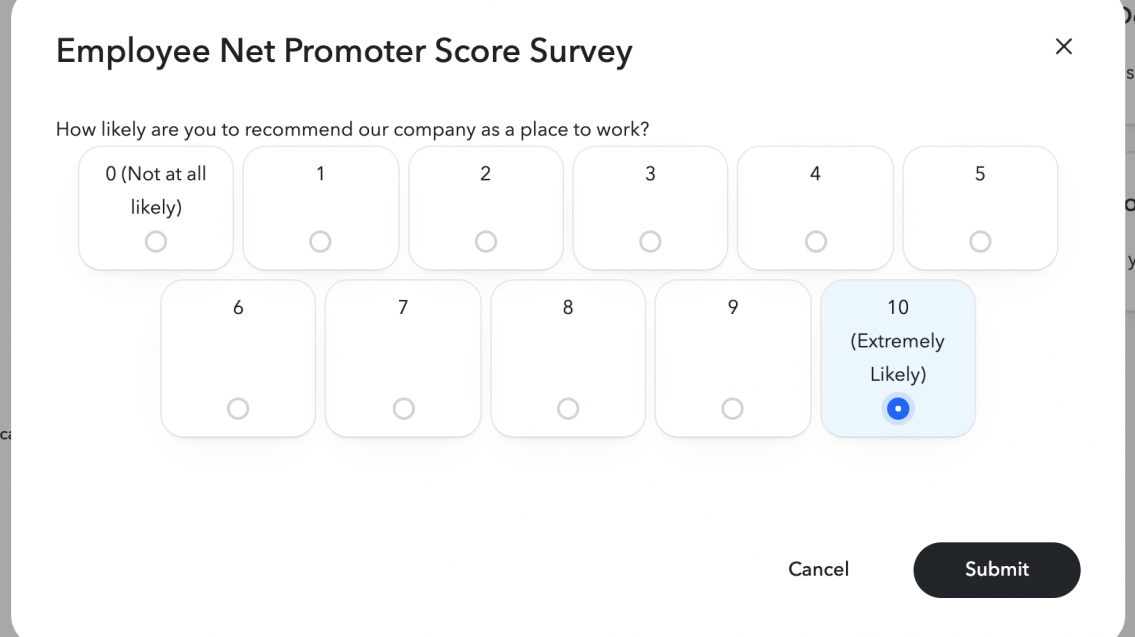 Employee Net Promoter Score Survey
How likely are you to recommend our company as a place to work?
0 (Not at all
likely)
1
2
3
4
5
6
7
8
9
10
(Extremely
Likely)
Cancel
Submit